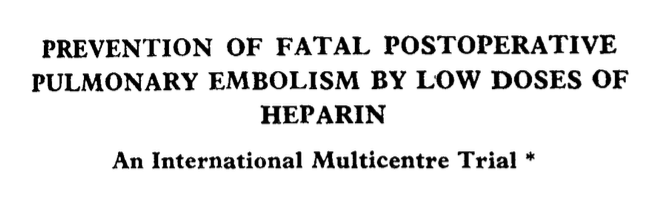 PREVENTION OF FATAL POSTOPERATIVE
PULMONARY EMBOLISM BY LOW DOSES OF
HEPARIN
An International Multicentre Trial *